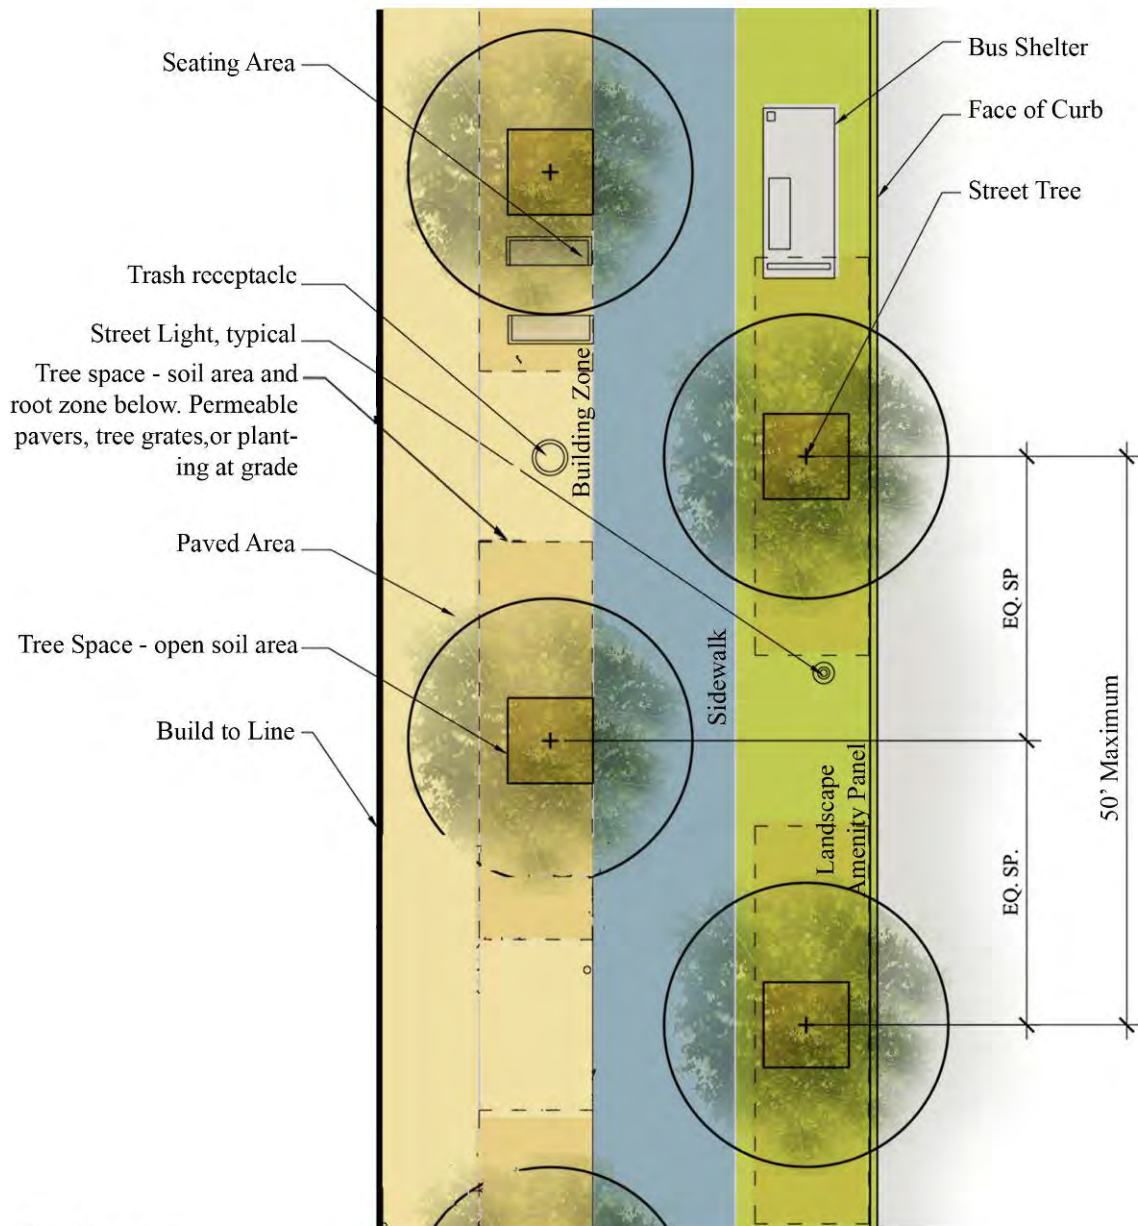 Seating Area
Trash receptacle
Street Light, typical
Tree space - soil area and
root zone below. Permeable
pavers, tree grates,or plant-
ing at grade
Paved Area
Tree Space - open soil area
Build to Line
Building Zone
Sidewalk
Landscape
Amenity Panel
Bus Shelter
Face of Curb
Street Tree
EQ. SP
EQ. SP.
50’ Maximum